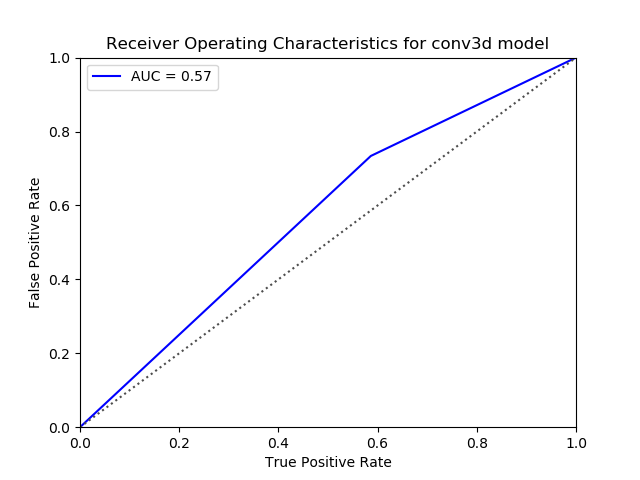 Receiver Operating Characteristics for conv3d model
AUC = 0.57
1.0
0.8
0.6
0.4
0.2
0.0
False Positive Rate
0.0 0.2 0.4 0.6 0.8 1.0
True Positive Rate